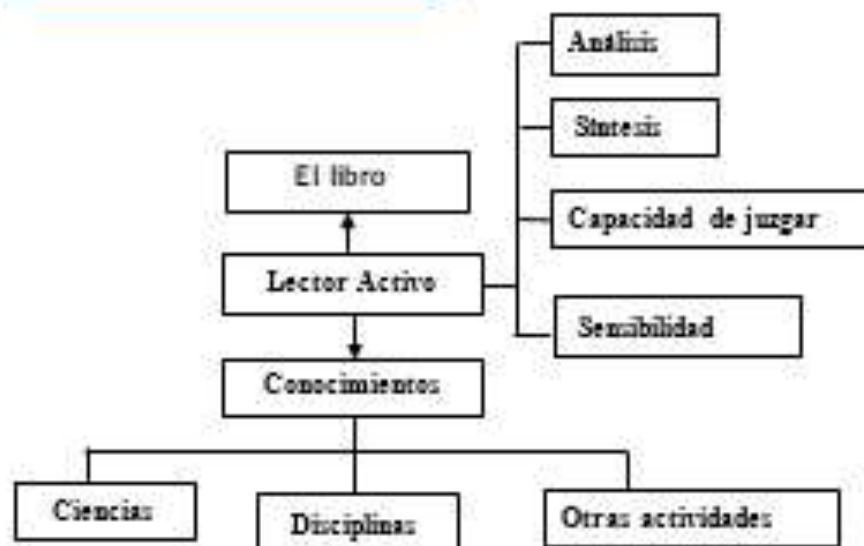 Análisis
Síntesis
El libro
Capacidad de juzgar
Lector Activo
Sensibilidad
Conocimientos
Ciencias
Disciplinas
Otras actividades